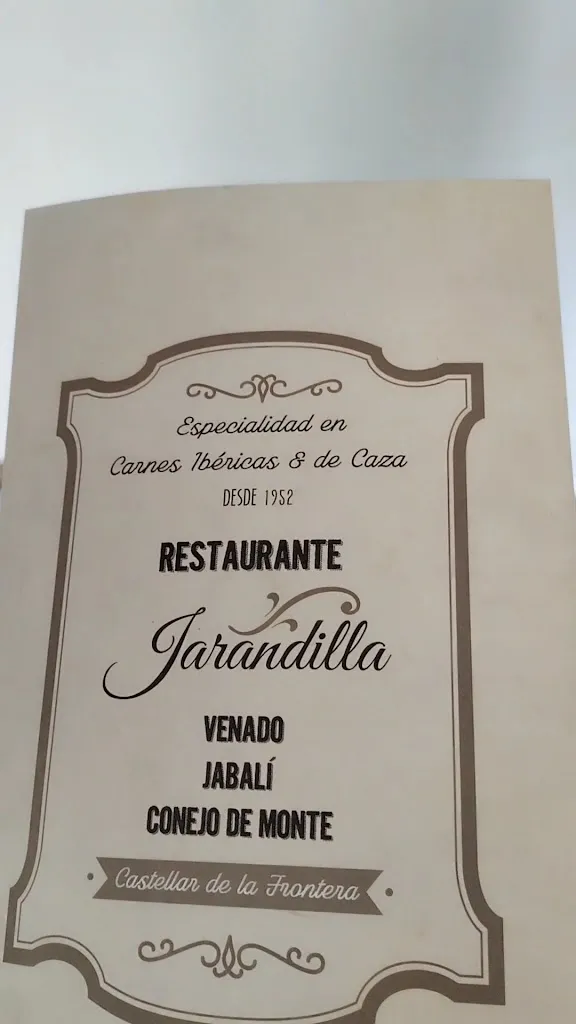 Especialidad en
Carnes Ibéricas & de Caza
DESDE 1952
RESTAURANTE
Jarandilla
VENADO
JABALÍ
CONEJO DE MONTE
Castellar de la Frontera